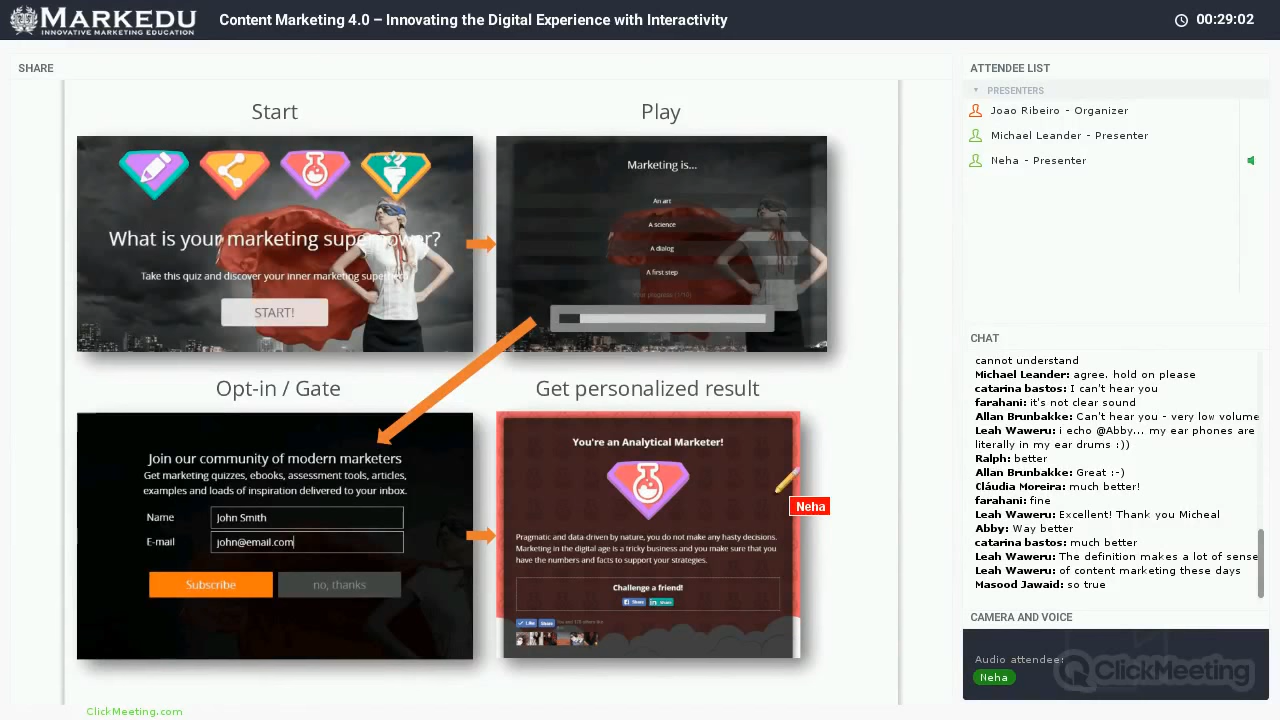 MARKEDU
INNOVATIVE MARKETING EDUCATION
Content Marketing 4.0 – Innovating the Digital Experience with Interactivity
00:29:02
SHARE
Start
What is your marketing superpower?
Take this quiz and discover your inner marketing superhero!
START!
Play
Marketing is...
An art
A science
A dialog
A first step
Your progress (1/10)
Opt-in / Gate
Join our community of modern marketers
Get marketing quizzes, ebooks, assessment tools, articles,
examples and loads of inspiration delivered to your inbox.
Name
John Smith
E-mail
john@email.com
Subscribe
no, thanks
Get personalized result
You're an Analytical Marketer!
Pragmatic and data-driven by nature, you do not make any hasty decisions.
Marketing in the digital age is a tricky business and you make sure that you
have the numbers and facts to support your strategies.
Challenge a friend!
Share
Share
Like
Share
Neha
ClickMeeting.com
ATTENDEE LIST
PRESENTERS
Joao Ribeiro - Organizer
Michael Leander - Presenter
Neha - Presenter
CHAT
cannot understand
Michael Leander: agree. hold on please
catarina bastos: I can't hear you
farahani: it's not clear sound
Allan Brunbakke: Can't hear you - very low volume
Leah Waweru: i echo @Abby... my ear phones are
literally in my ear drums :))
Ralph: better
Allan Brunbakke: Great :-)
Cláudia Moreira: much better!
farahani: fine
Leah Waweru: Excellent! Thank you Micheal
Abby: Way better
catarina bastos: much better
Leah Waweru: The definition makes a lot of sense
Leah Waweru: of content marketing these days
Masood Jawaid: so true
CAMERA AND VOICE
Audio attendee:
Neha
ClickMeeting